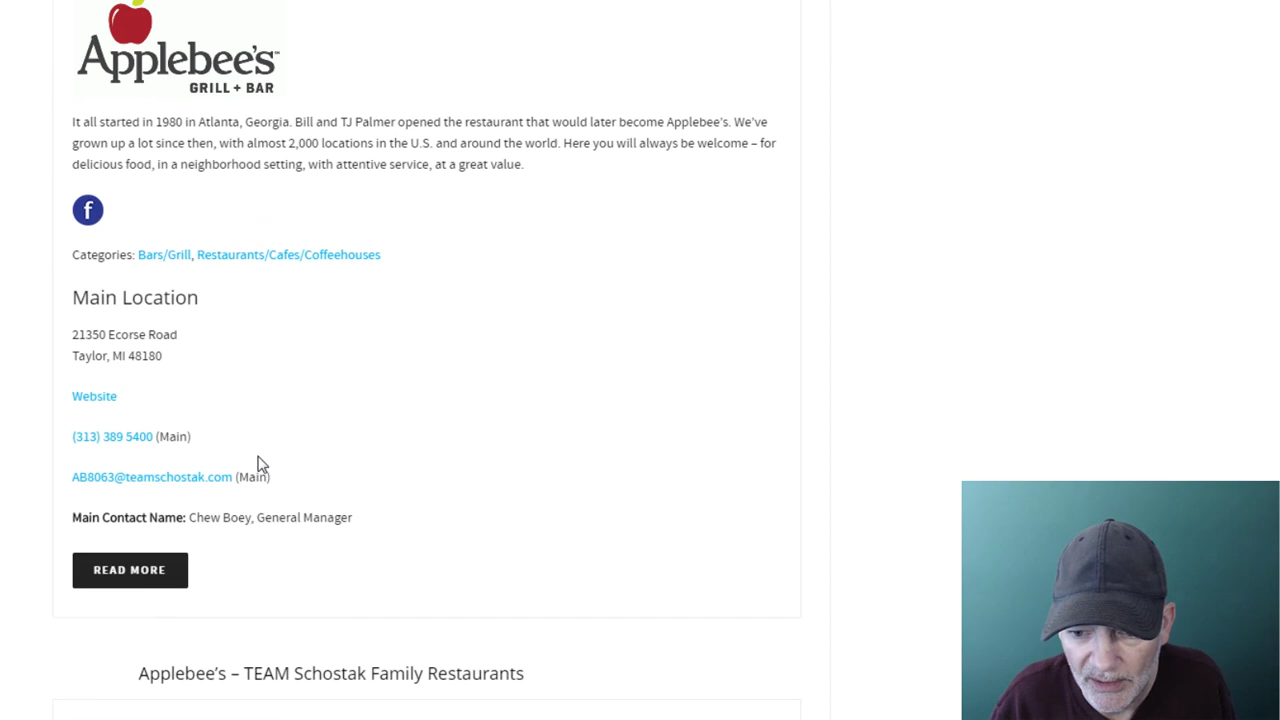 Applebee's™
GRILL + BAR
It all started in 1980 in Atlanta, Georgia. Bill and TJ Palmer opened the restaurant that would later become Applebee's. We've
grown up a lot since then, with almost 2,000 locations in the U.S. and around the world. Here you will always be welcome – for
delicious food, in a neighborhood setting, with attentive service, at a great value.
f
Categories: Bars/Grill, Restaurants/Cafes/Coffeehouses
Main Location
21350 Ecorse Road
Taylor, MI 48180
Website
(313) 389 5400 (Main)
AB8063@teamschostak.com (Main)
Main Contact Name: Chew Boey, General Manager
READ MORE
Applebee's – TEAM Schostak Family Restaurants